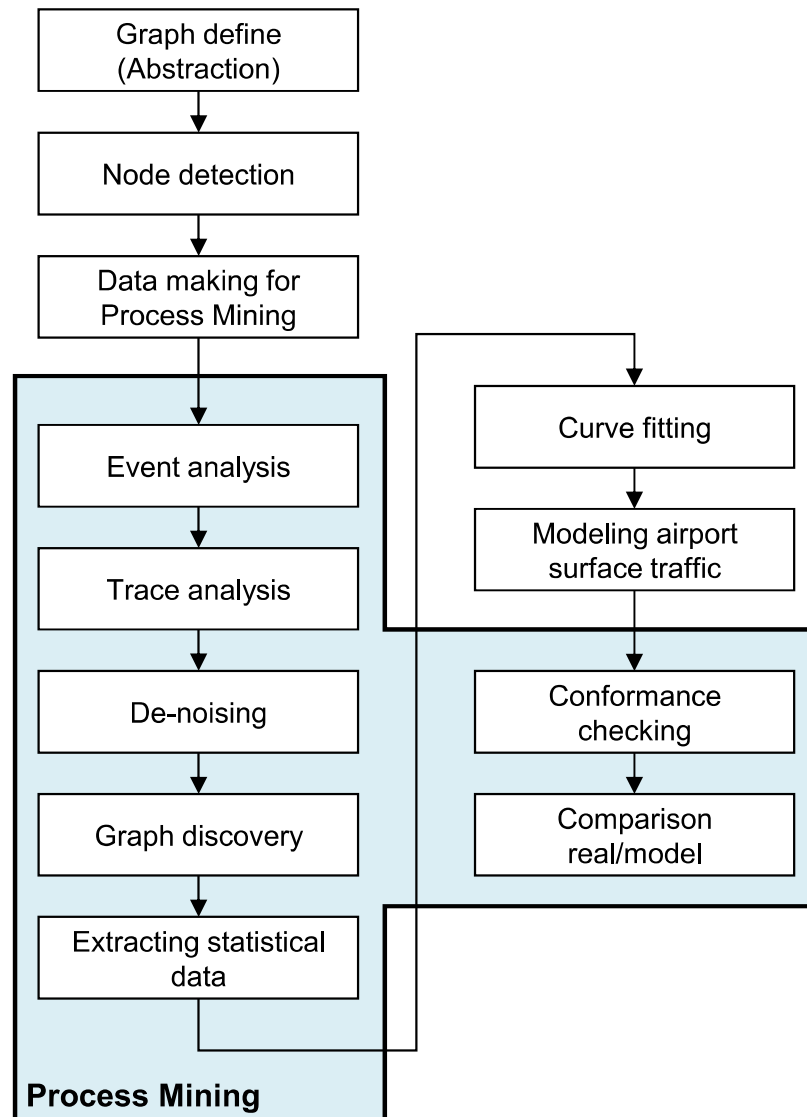 Graph define
(Abstraction)
Node detection
Data making for
Process Mining
Event analysis
Trace analysis
De-noising
Graph discovery
Extracting statistical
data
Process Mining
Curve fitting
Modeling airport
surface traffic
Conformance
checking
Comparison
real/model